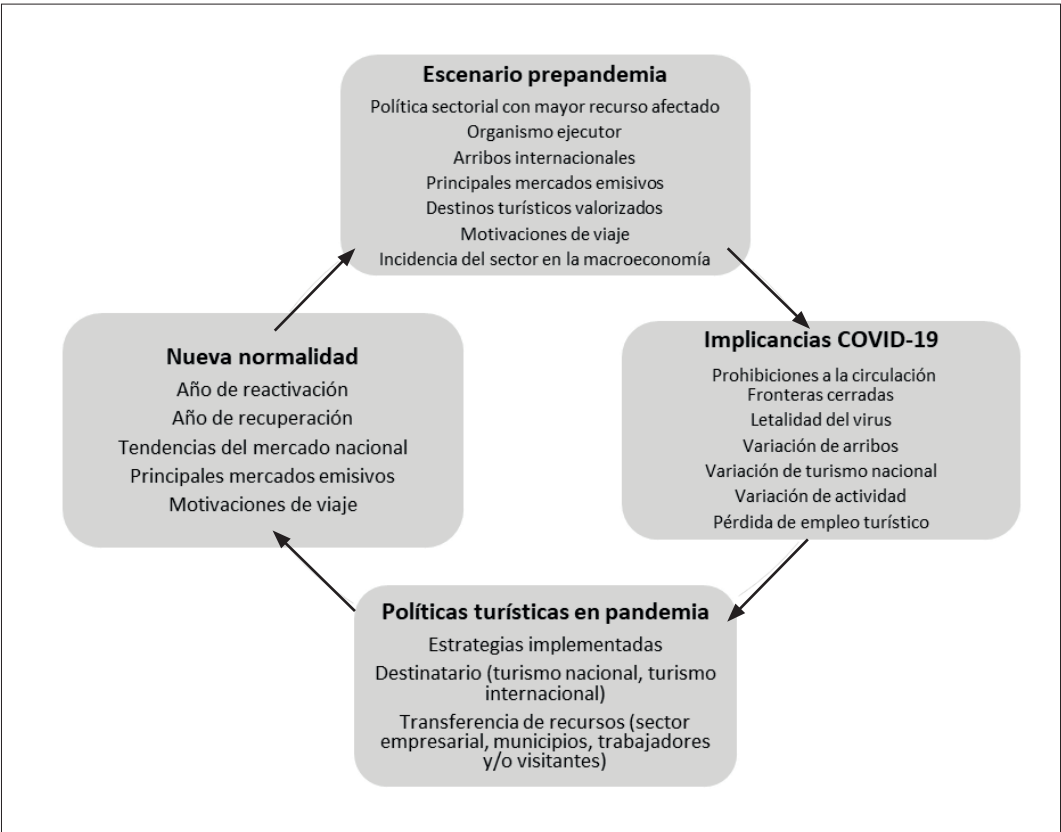 Escenario prepandemia
Política sectorial con mayor recurso afectado
Organismo ejecutor
Arribos internacionales
Principales mercados emisivos
Destinos turísticos valorizados
Motivaciones de viaje
Incidencia del sector en la macroeconomía
Nueva normalidad
Año de reactivación
Año de recuperación
Tendencias del mercado nacional
Principales mercados emisivos
Motivaciones de viaje
Implicancias COVID-19
Prohibiciones a la circulación
Fronteras cerradas
Letalidad del virus
Variación de arribos
Variación de turismo nacional
Variación de actividad
Pérdida de empleo turístico
Políticas turísticas en pandemia
Estrategias implementadas
Destinatario (turismo nacional, turismo
internacional)
Transferencia de recursos (sector
empresarial, municipios, trabajadores
y/o visitantes)